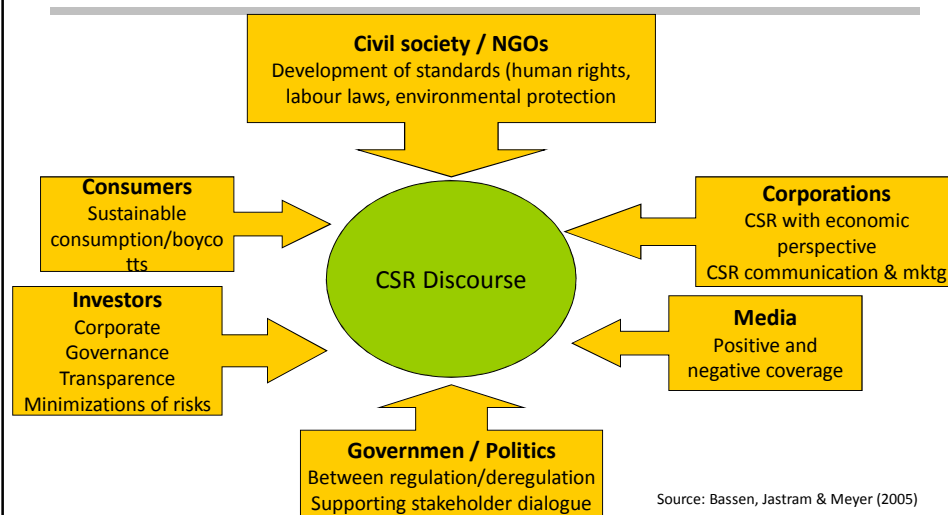 Civil society / NGOs
Development of standards (human rights,
labour laws, environmental protection
Consumers
Sustainable
consumption/boyco
tts
Corporations
CSR with economic
perspective
CSR communication & mktg
CSR Discourse
Investors
Corporate
Governance
Transparence
Minimizations of risks
Media
Positive and
negative coverage
Governmen / Politics
Between regulation/deregulation
Supporting stakeholder dialogue
Source: Bassen, Jastram & Meyer (2005)